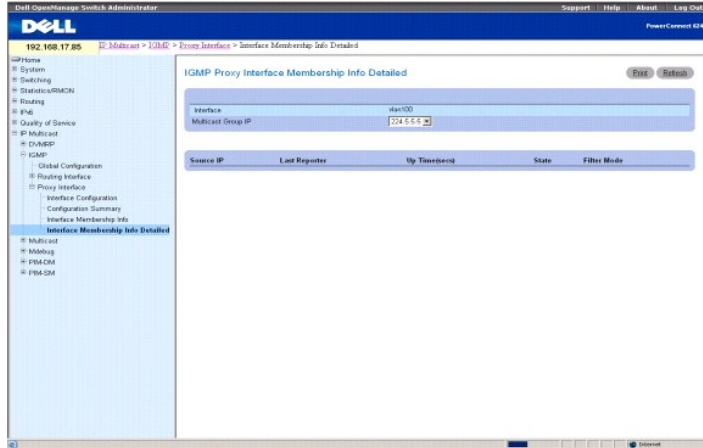 Dell OpenManage Switch Administrator
Support Help About Log Out
DELL
PowerConnect 624
192.168.17.85
IP Multicast > IGMP > Proxy Interface > Interface Membership Info Detailed
Home
System
Switching
Statistics/RMON
Routing
IPv6
Quality of Service
IP Multicast
DVMRP
IGMP
Global Configuration
Routing Interface
Proxy Interface
Interface Configuration
Configuration Summary
Interface Membership Info
Interface Membership Info Detailed
Multicast
Mdebug
PIM-DM
PIM-SM
IGMP Proxy Interface Membership Info Detailed
Print Refresh
Interface vlan100
Multicast Group IP 224.5.5.5
Source IP Last Reporter Up Time(secs) State Filter Mode
Internet